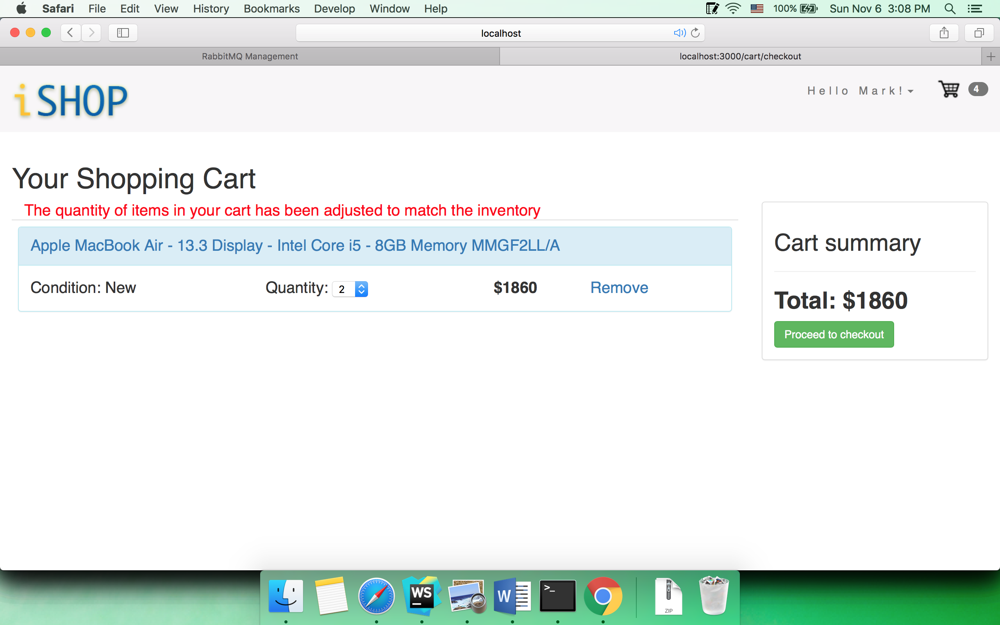 Safari File Edit View History Bookmarks Develop Window Help 100% Sun Nov 6 3:08 PM
localhost
RabbitMQ Management localhost:3000/cart/checkout
i SHOP Hello Mark! 4
Your Shopping Cart
The quantity of items in your cart has been adjusted to match the inventory
Apple MacBook Air - 13.3 Display - Intel Core i5 - 8GB Memory MMGF2LL/A
Condition: New Quantity: 2 $1860 Remove
Cart summary
Total: $1860
Proceed to checkout
WS W >_ ZIP